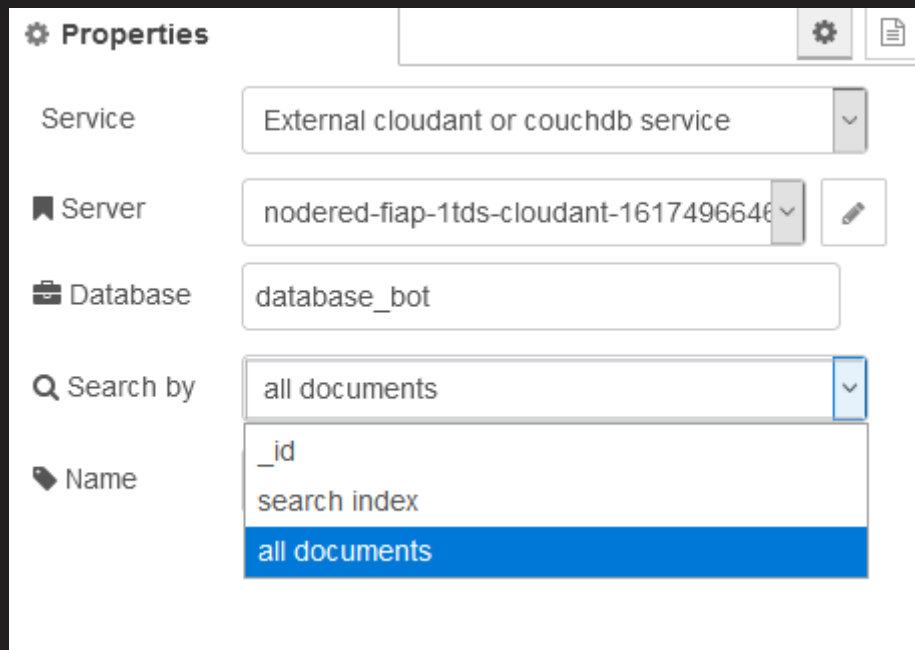 Properties
Service External cloudant or couchdb service
Server nodered-fiap-1tds-cloudant-1617496646
Database database_bot
Search by all documents
_id
Name
search index
all documents